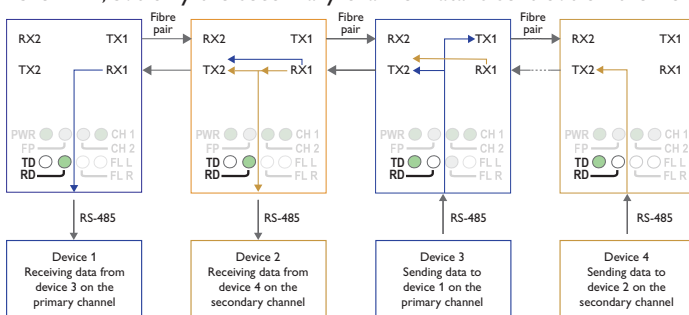 Fibre
pair
Fibre
pair
Fibre
pair
RX2 TX1
TX2 RX1
RX2 TX1
TX2 RX1
RX2 TX1
TX2 RX1
RX2 TX1
TX2 RX1
PWR CH 1
FP CH 2
TD FL L
RD FL R
PWR CH 1
FP CH 2
TD FL L
RD FL R
PWR CH 1
FP CH 2
TD FL L
RD FL R
PWR CH 1
FP CH 2
TD FL L
RD FL R
RS-485
RS-485
RS-485
RS-485
Device 1
Receiving data from
device 3 on the
primary channel
Device 2
Receiving data from
device 4 on the
secondary channel
Device 3
Sending data to
device 1 on the
primary channel
Device 4
Sending data to
device 2 on the
secondary channel